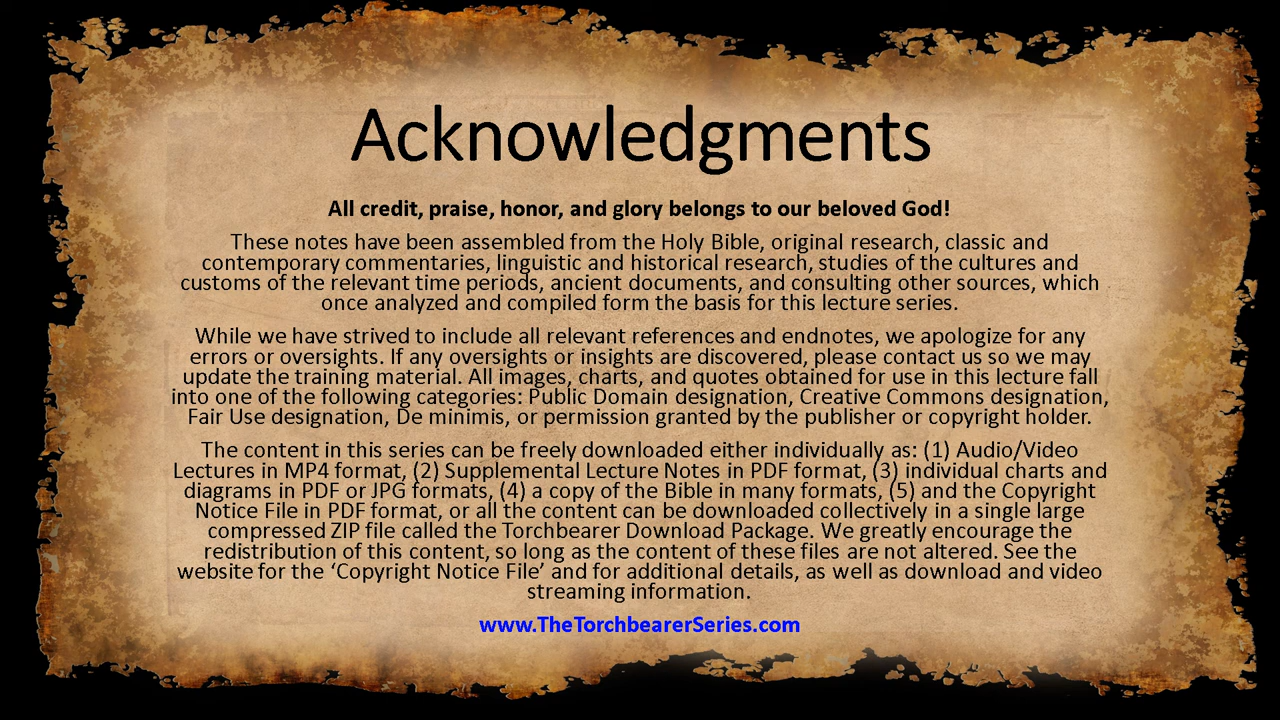 Acknowledgments
All credit, praise, honor, and glory belongs to our beloved God!
These notes have been assembled from the Holy Bible, original research, classic and
contemporary commentaries, linguistic and historical research, studies of the cultures and
customs of the relevant time periods, ancient documents, and consulting other sources, which
once analyzed and compiled form the basis for this lecture series.
While we have strived to include all relevant references and endnotes, we apologize for any
errors or oversights. If any oversights or insights are discovered, please contact us so we may
update the training material. All images, charts, and quotes obtained for use in this lecture fall
into one of the following categories: Public Domain designation, Creative Commons designation,
Fair Use designation, De minimis, or permission granted by the publisher or copyright holder.
The content in this series can be freely downloaded either individually as: (1) Audio/Video
Lectures in MP4 format, (2) Supplemental Lecture Notes in PDF format, (3) individual charts and
diagrams in PDF or JPG formats, (4) a copy of the Bible in many formats, (5) and the Copyright
Notice File in PDF format, or all the content can be downloaded collectively in a single large
compressed ZIP file called the Torchbearer Download Package. We greatly encourage the
redistribution of this content, so long as the content of these files are not altered. See the
website for the ‘Copyright Notice File’ and for additional details, as well as download and video
streaming information.
www.TheTorchbearerSeries.com